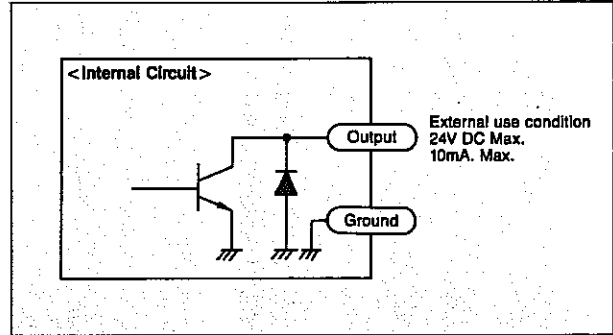 <Internal Circuit>
Output
External use condition
24V DC Max.
10mA. Max.
Ground